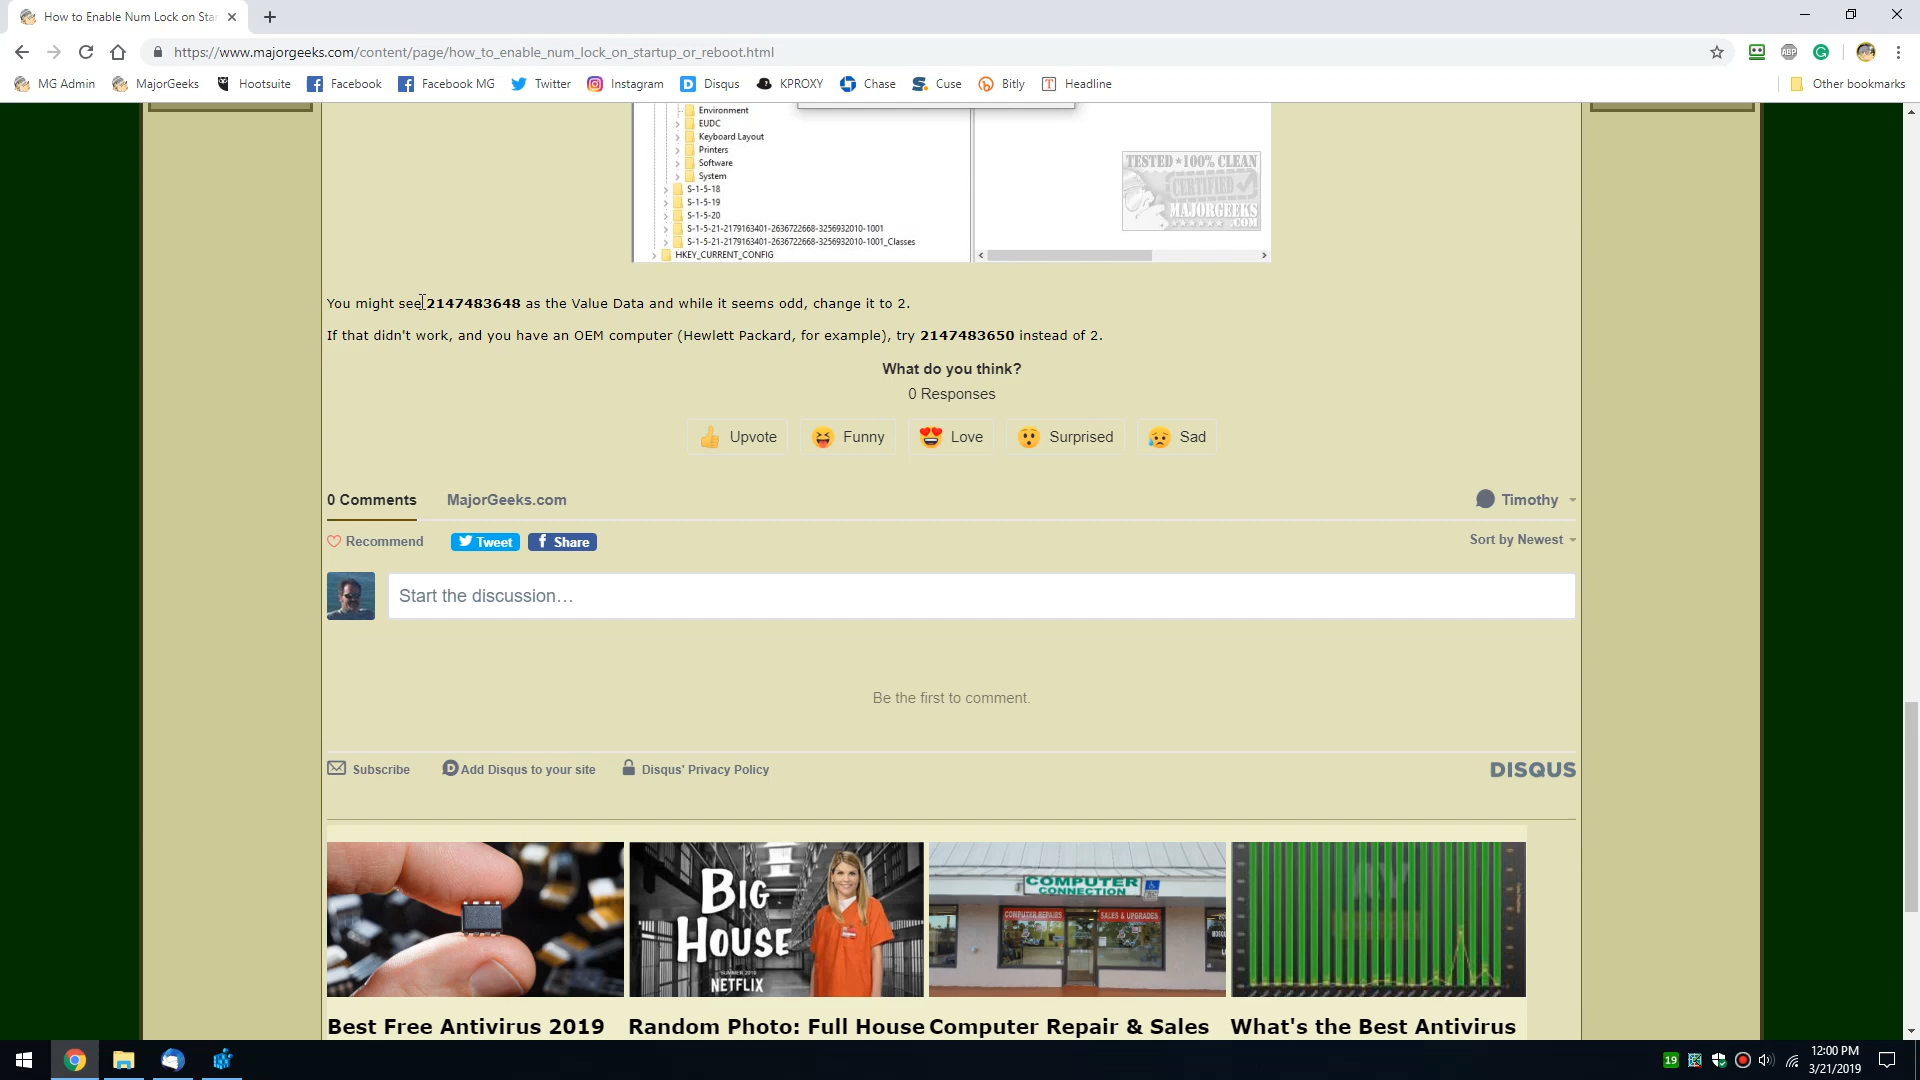 How to Enable Num Lock on Star
https://www.majorgeeks.com/content/page/how_to_enable_num_lock_on_startup_or_reboot.html
ABP
MG Admin MajorGeeks Hootsuite Facebook Facebook MG Twitter Instagram Disqus KPROXY Chase Cuse Bitly Headline Other bookmarks
Environment
EUDC
Keyboard Layout
Printers
Software
System
S-1-5-18
S-1-5-19
S-1-5-20
S-1-5-21-2179163401-2636722668-3256932010-1001
S-1-5-21-2179163401-2636722668-3256932010-1001_Classes
HKEY_CURRENT_CONFIG
TESTED ★100% CLEAN
CERTIFIED
MAJORGEEKS
.COM
You might see 2147483648 as the Value Data and while it seems odd, change it to 2.
If that didn't work, and you have an OEM computer (Hewlett Packard, for example), try 2147483650 instead of 2.
What do you think?
0 Responses
Upvote Funny Love Surprised Sad
0 Comments MajorGeeks.com Timothy
Recommend Tweet Share Sort by Newest
Start the discussion…
Be the first to comment.
Subscribe Add Disqus to your site Disqus' Privacy Policy DISQUS
BIG
HOUSE
SUMMER 2019
NETFLIX
COMPUTER
CONNECTION
COMPUTER REPAIRS SALES & UPGRADES
Best Free Antivirus 2019 Random Photo: Full House Computer Repair & Sales What's the Best Antivirus
19
12:00 PM
3/21/2019